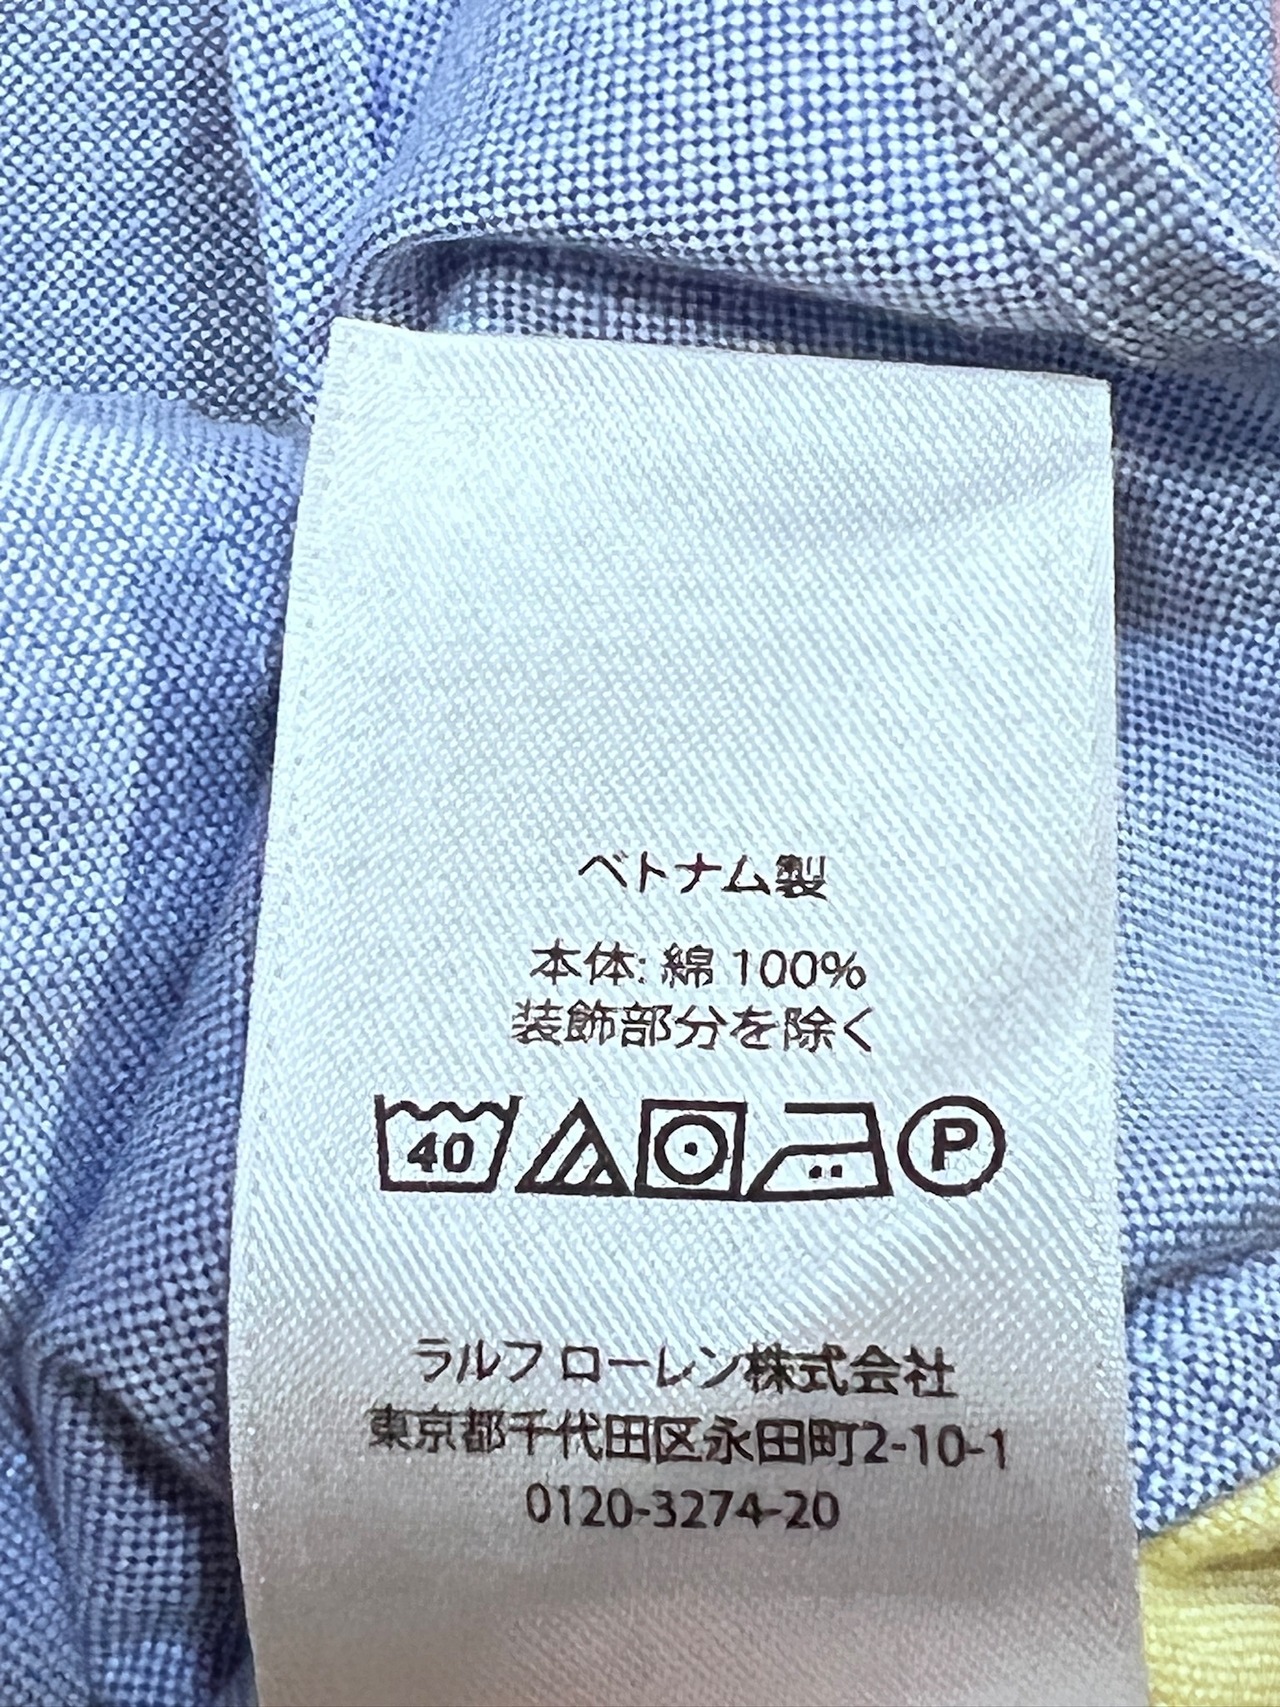 ベトナム製
本体: 綿 100%
装飾部分を除く
40 P
ラルフ ローレン株式会社
東京都千代田区永田町2-10-1
0120-3274-20